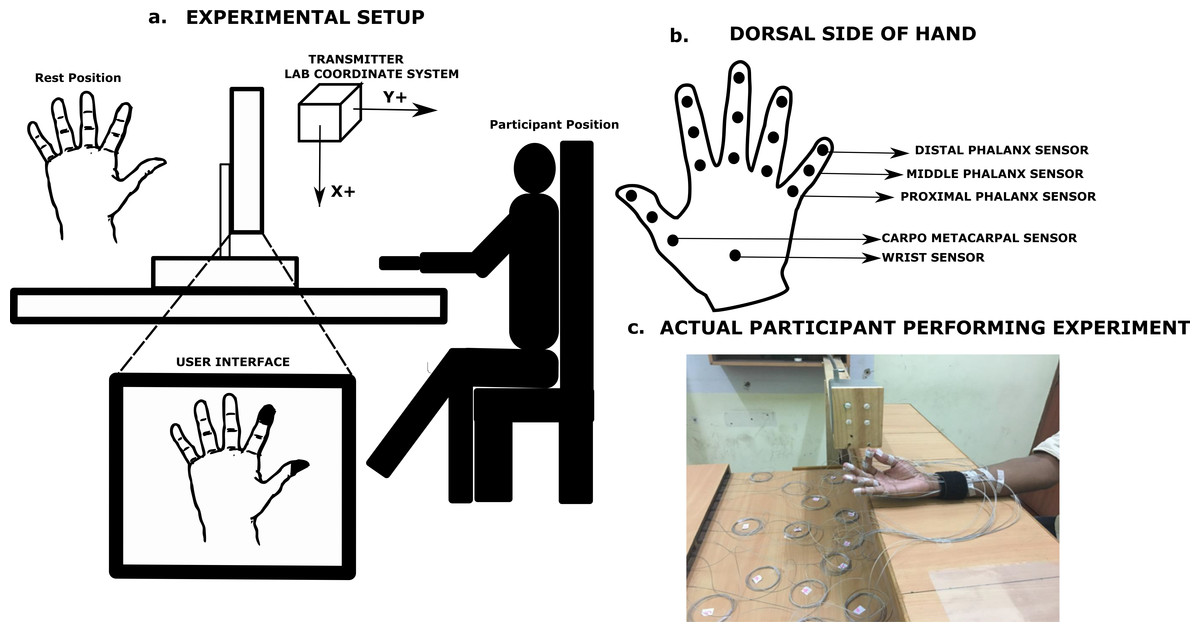 a. EXPERIMENTAL SETUP
Rest Position
TRANSMITTER
LAB COORDINATE SYSTEM
Y+
X+
Participant Position
USER INTERFACE
b. DORSAL SIDE OF HAND
DISTAL PHALANX SENSOR
MIDDLE PHALANX SENSOR
PROXIMAL PHALANX SENSOR
CARPO METACARPAL SENSOR
WRIST SENSOR
c. ACTUAL PARTICIPANT PERFORMING EXPERIMENT